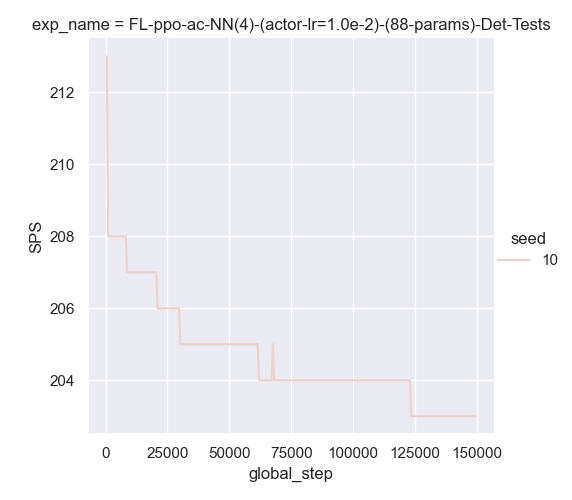 exp_name = FL-ppo-ac-NN(4)-(actor-lr=1.0e-2)-(88-params)-Det-Tests
212
210
208
206
204
SPS
0 25000 50000 75000 100000 125000 150000
global_step
seed
10